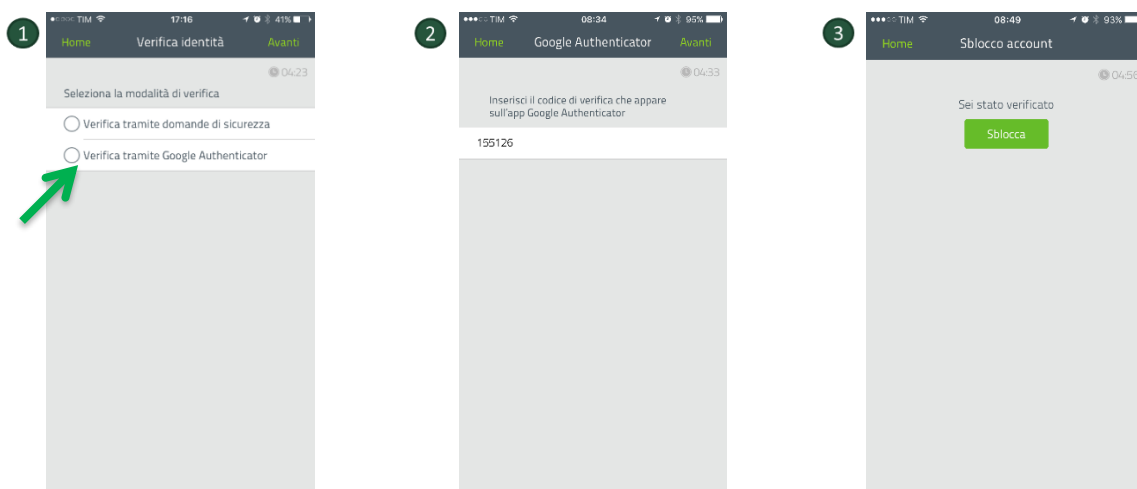 1
TIM 17:16 41%
Home Verifica identità Avanti
04:23
Seleziona la modalità di verifica
Verifica tramite domande di sicurezza
Verifica tramite Google Authenticator
2
TIM 08:34 95%
Home Google Authenticator Avanti
04:33
Inserisci il codice di verifica che appare
sull'app Google Authenticator
155126
3
TIM 08:49 93%
Home Sblocco account
04:58
Sei stato verificato
Sblocca